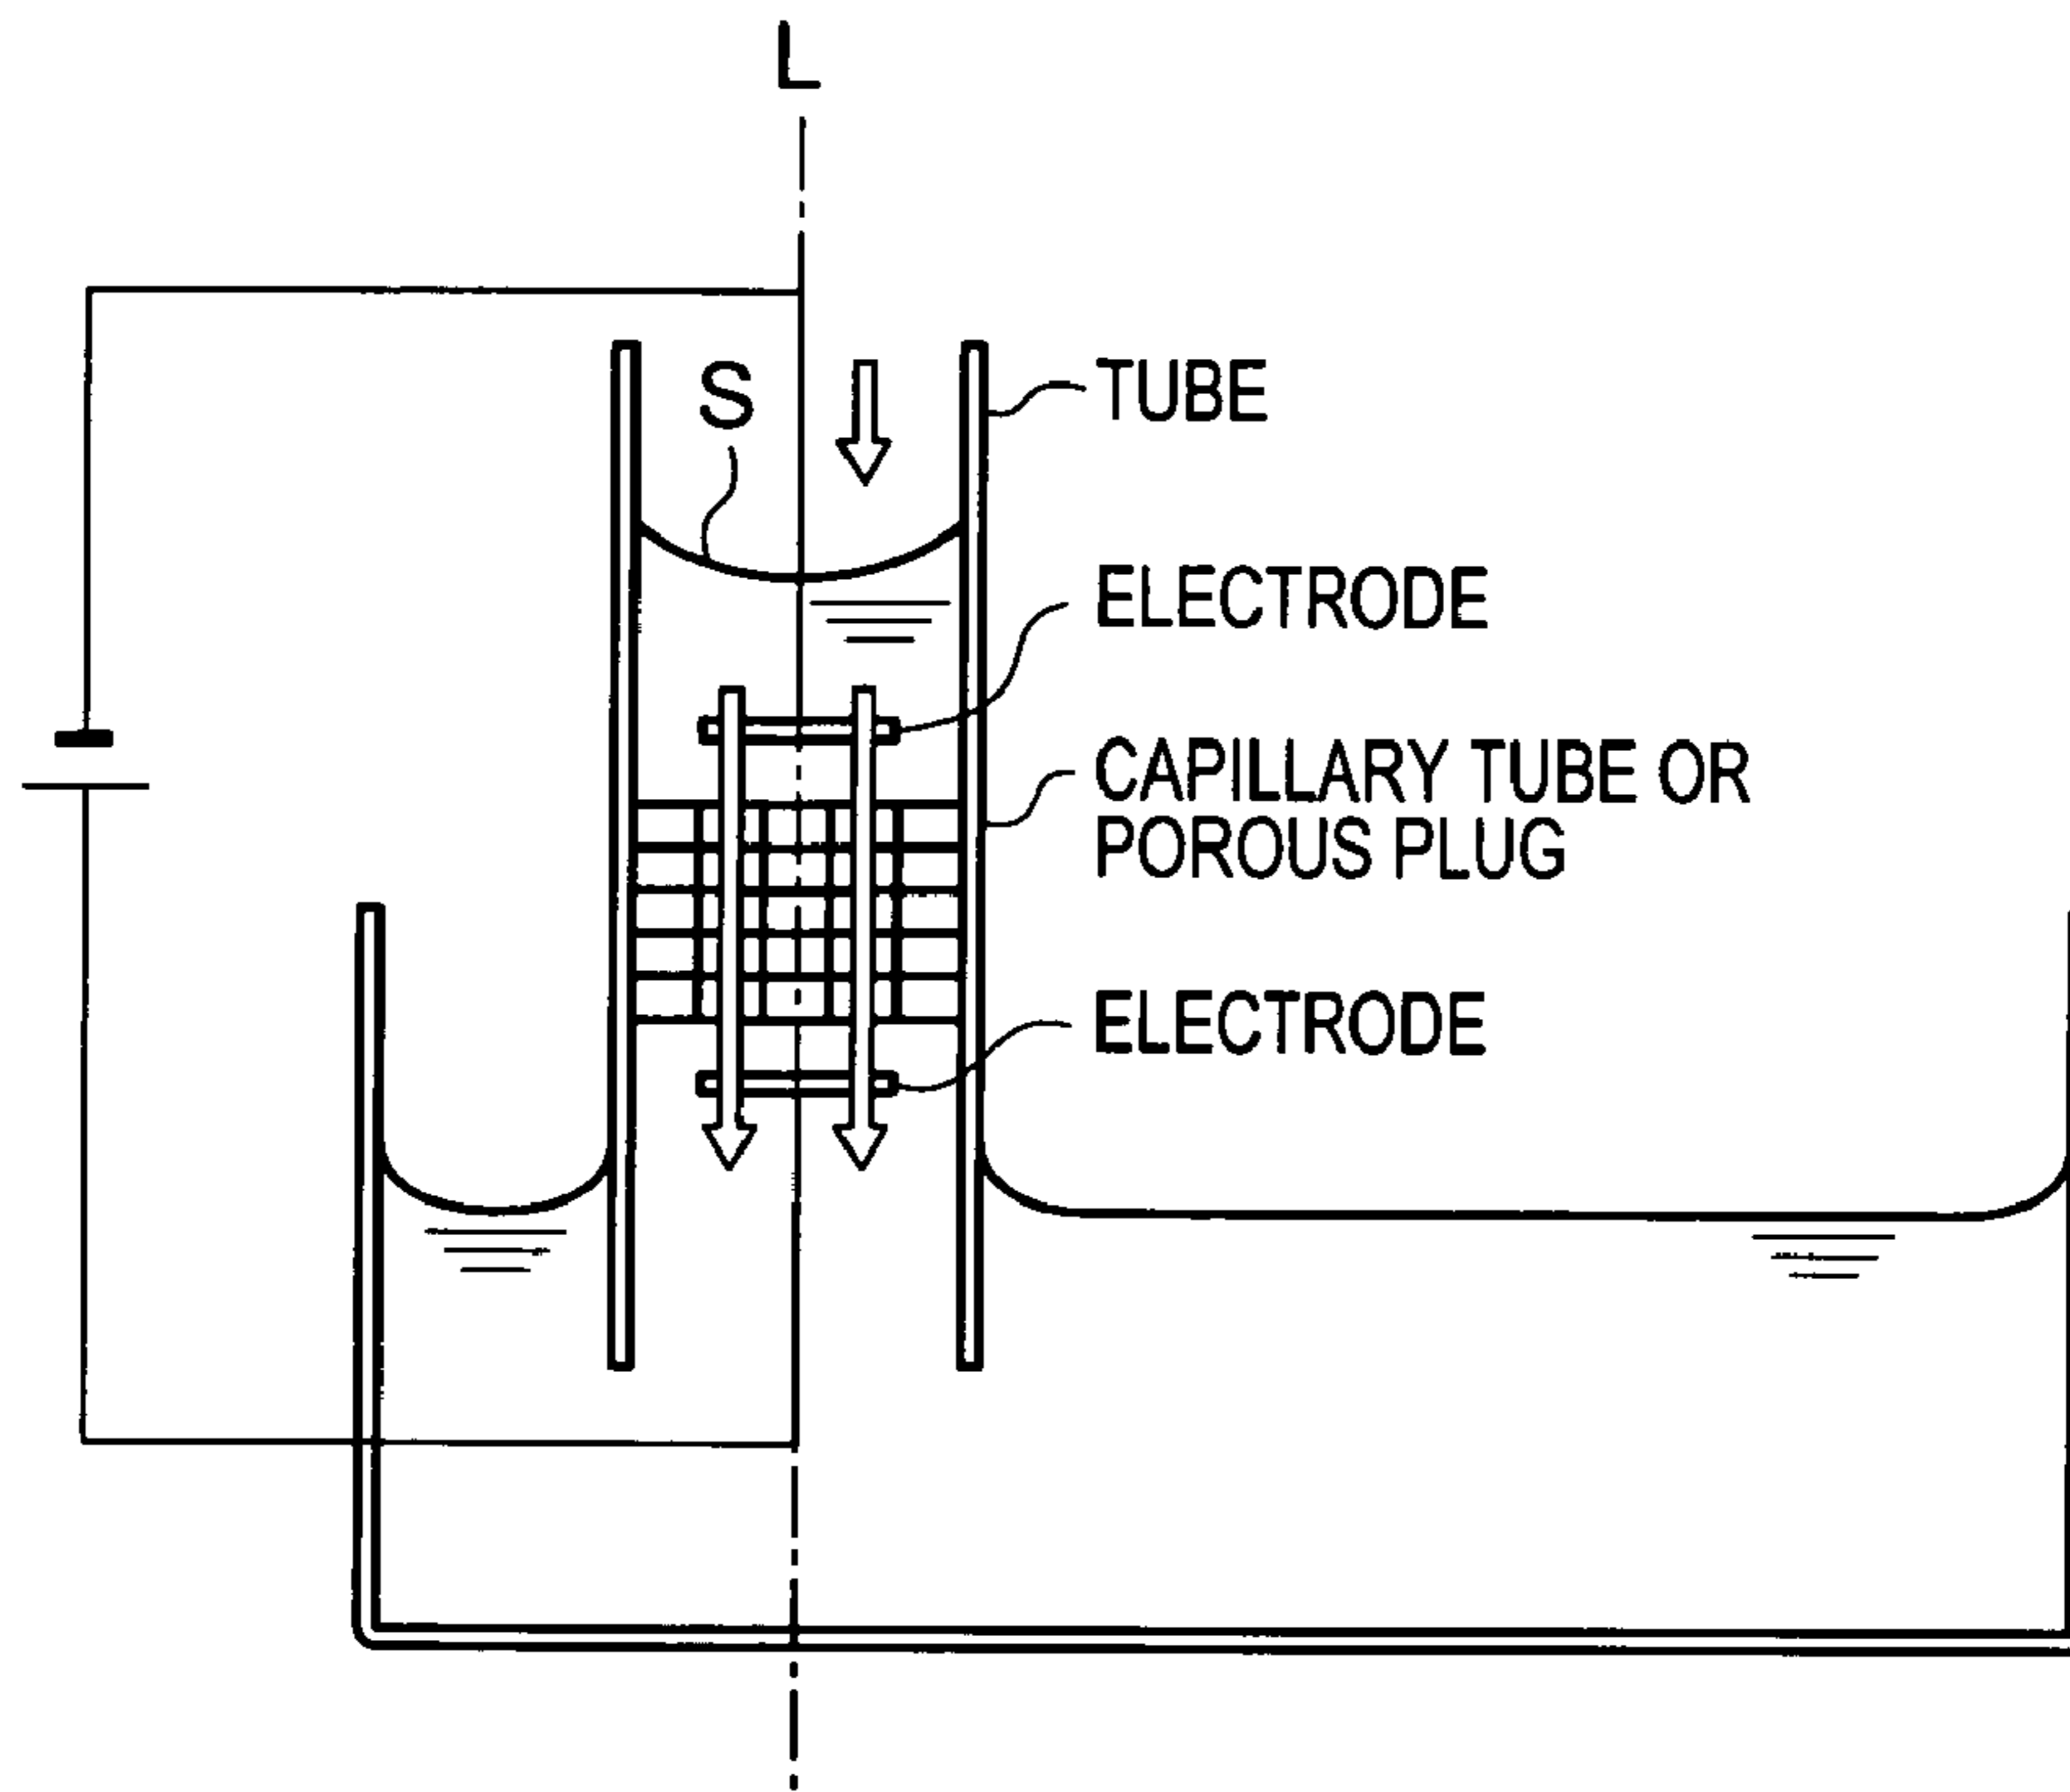 L
S
TUBE
ELECTRODE
CAPILLARY TUBE OR
POROUS PLUG
ELECTRODE